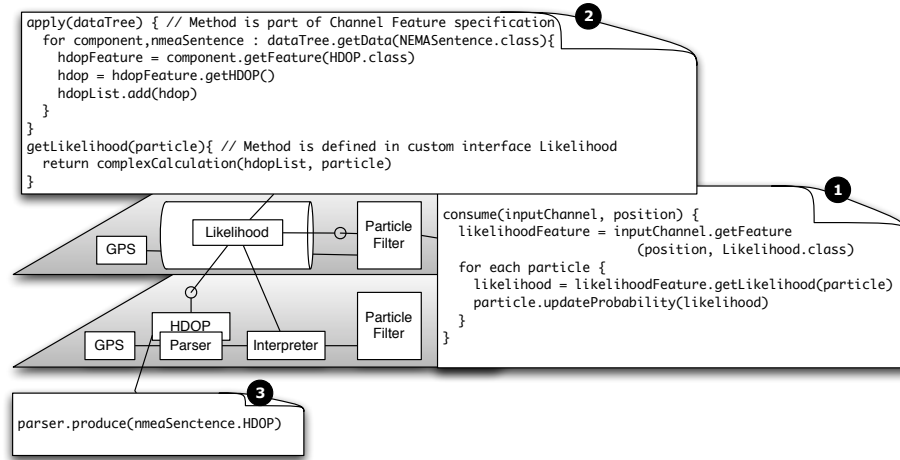 2
apply(dataTree) { // Method is part of Channel Feature specification
for component,nmeaSentence : dataTree.getData(NEMASentence.class){
hdopFeature = component.getFeature(HDOP.class)
hdop = hdopFeature.getHDOP()
hdopList.add(hdop)
}
}
getLikelihood(particle){ // Method is defined in custom interface Likelihood
return complexCalculation(hdopList, particle)
}
1
consume(inputChannel, position) {
likelihoodFeature = inputChannel.getFeature
(position, Likelihood.class)
for each particle {
likelihood = likelihoodFeature.getLikelihood(particle)
particle.updateProbability(likelihood)
}
}
GPS
Likelihood
Particle
Filter
HDOP
GPS
Parser
Interpreter
Particle
Filter
3
parser.produce(nmeaSenctence.HDOP)